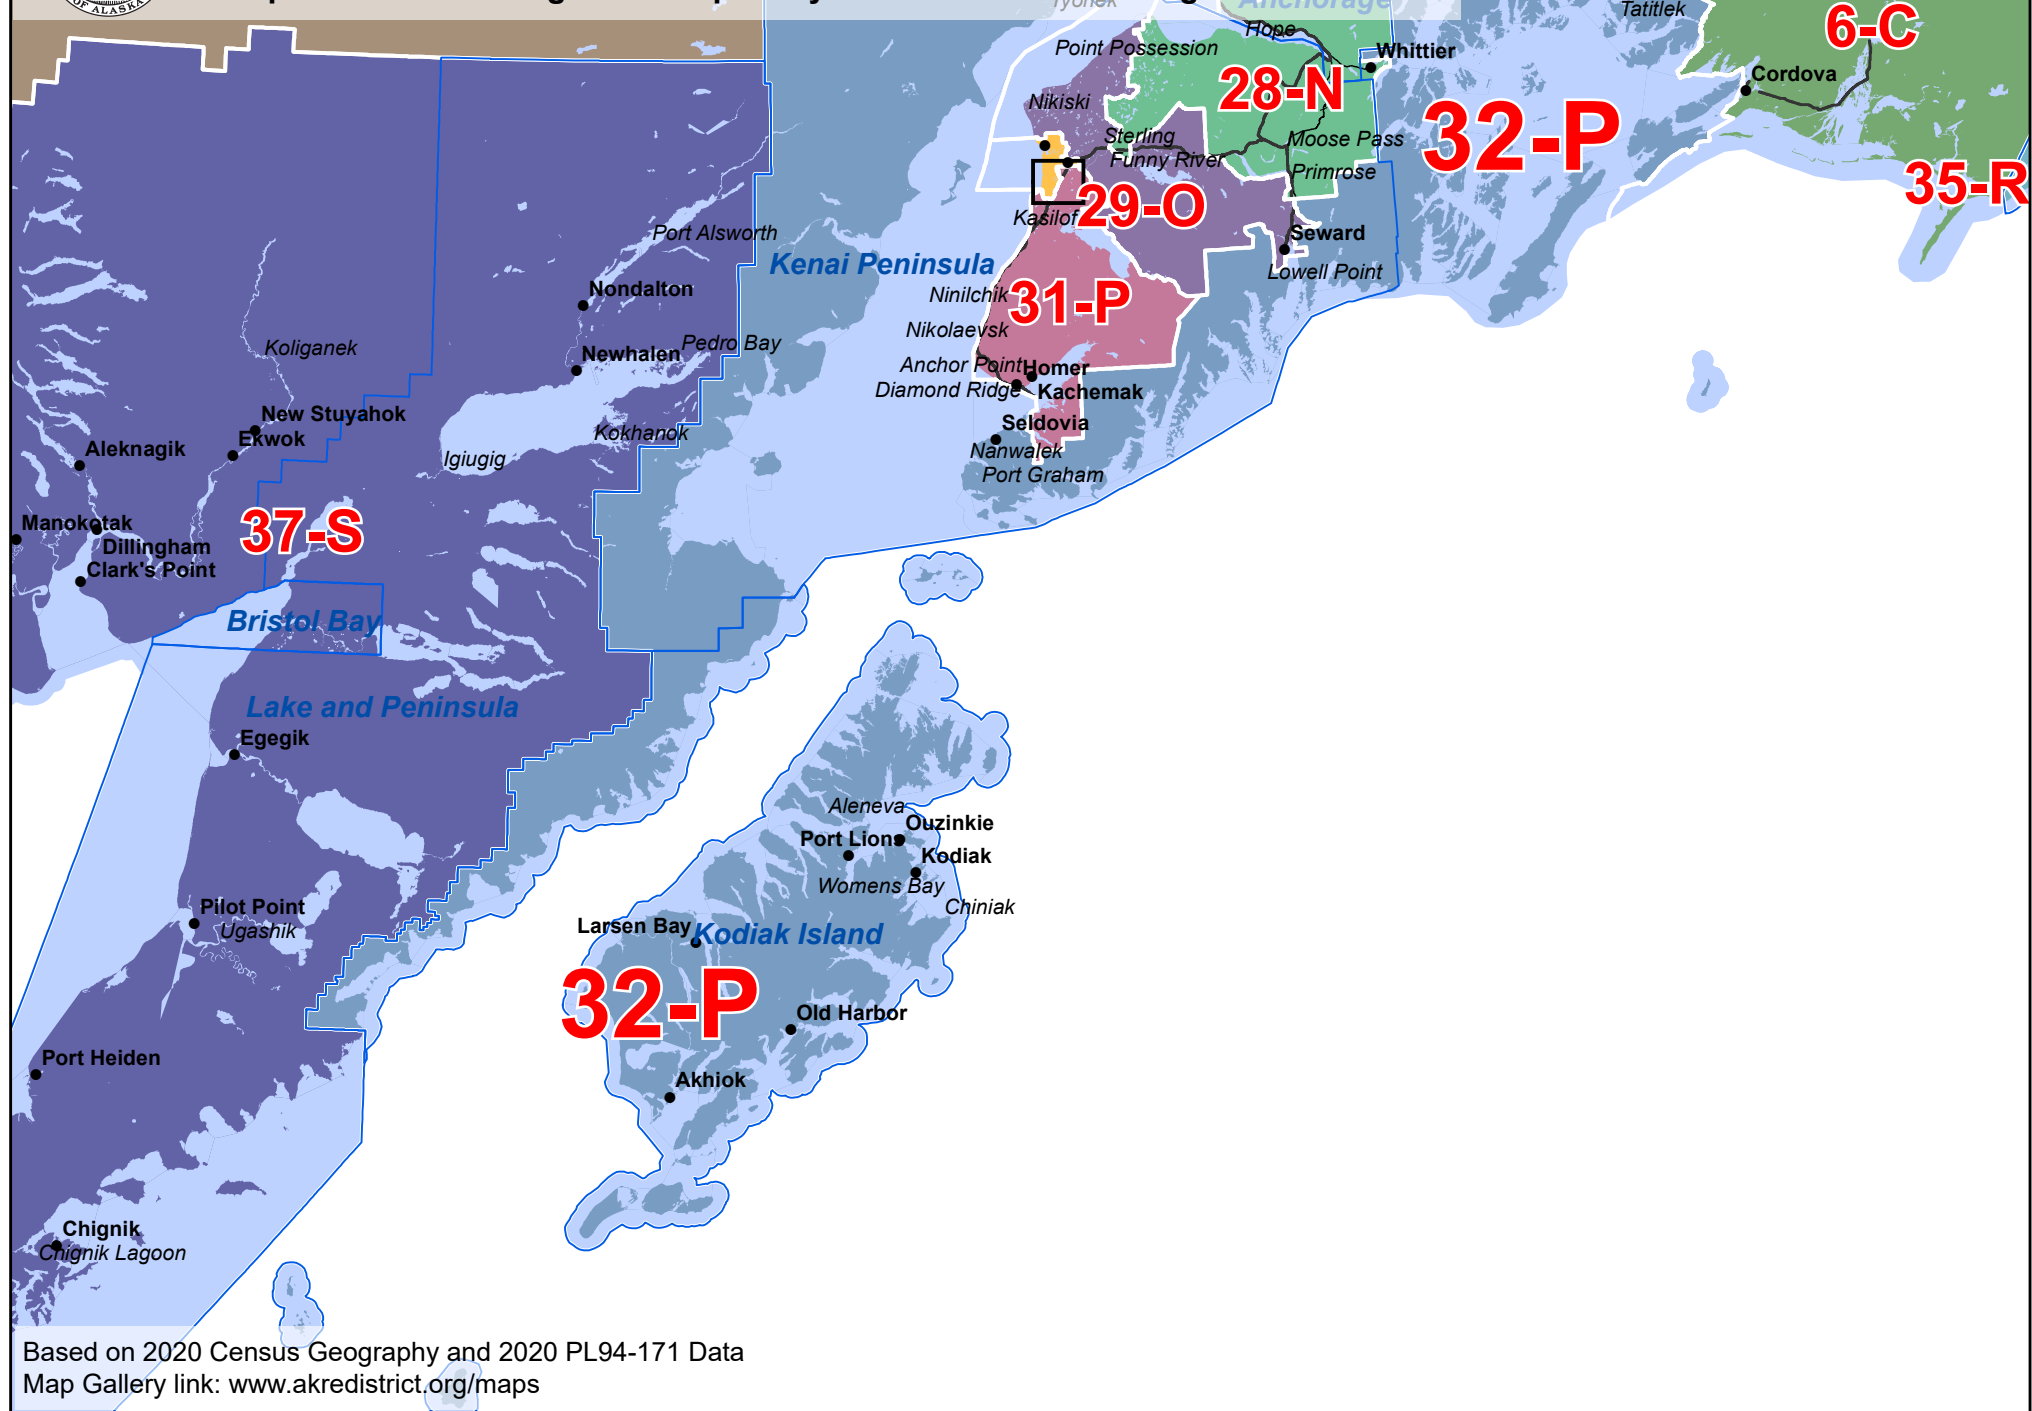 OF ALASKA
Tyonek
Anchorage
Tatitlek
6-C
Hope
Point Possession
Whittier
Cordova
28-N
Nikiski
32-P
Sterling
Moose Pass
Funny River
Primrose
35-R
29-O
Kasilof
Port Alsworth
Seward
Kenai Peninsula
Lowell Point
Nondalton
Ninilchik
31-P
Nikolaevsk
Koliganek
Pedro Bay
Newhalen
Anchor Point
Homer
Diamond Ridge
Kachemak
New Stuyahok
Seldovia
Ekwok
Kokhanok
Aleknagik
Nanwalek
Igiugig
Port Graham
Manokotak
37-S
Dillingham
Clark's Point
Bristol Bay
Lake and Peninsula
Egegik
Aleneva
Ouzinkie
Port Lions
Kodiak
Womens Bay
Chiniak
Pilot Point
Ugashik
Larsen Bay
Kodiak Island
32-P
Old Harbor
Port Heiden
Akhiok
Chignik
Chignik Lagoon
Based on 2020 Census Geography and 2020 PL94-171 Data
Map Gallery link: www.akredistrict.org/maps